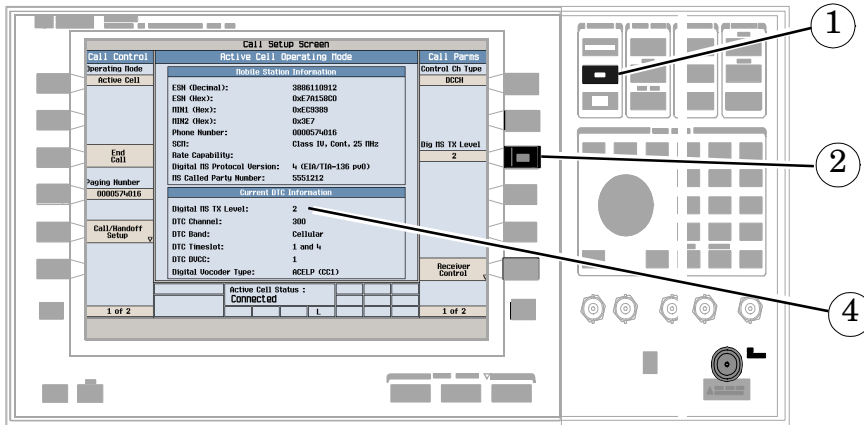 Call Setup Screen
Call Control
Active Cell Operating Mode
Call Parms
Operating Mode
Active Cell
Control Ch Type
DCCH
Mobile Station Information
ESN (Decimal): 3886110912
ESN (Hex): 0xE7A158C0
MIN1 (Hex): 0xEC9389
MIN2 (Hex): 0x3E7
Phone Number: 0000574016
SCM: Class IV, Cont, 25 MHz
Rate Capability:
Digital MS Protocol Version: 4 (EIA/TIA-136 pv0)
MS Called Party Number: 5551212
Dig MS TX Level
2
End
Call
Paging Number
0000574016
Call/Handoff
Setup
Current DTC Information
Digital MS TX Level: 2
DTC Channel: 300
DTC Band: Cellular
DTC Timeslot: 1 and 4
DTC DVCC: 1
Digital Vocoder Type: ACELP (CC1)
Receiver
Control
Active Cell Status :
Connected
L
1 of 2
1 of 2
1
2
4